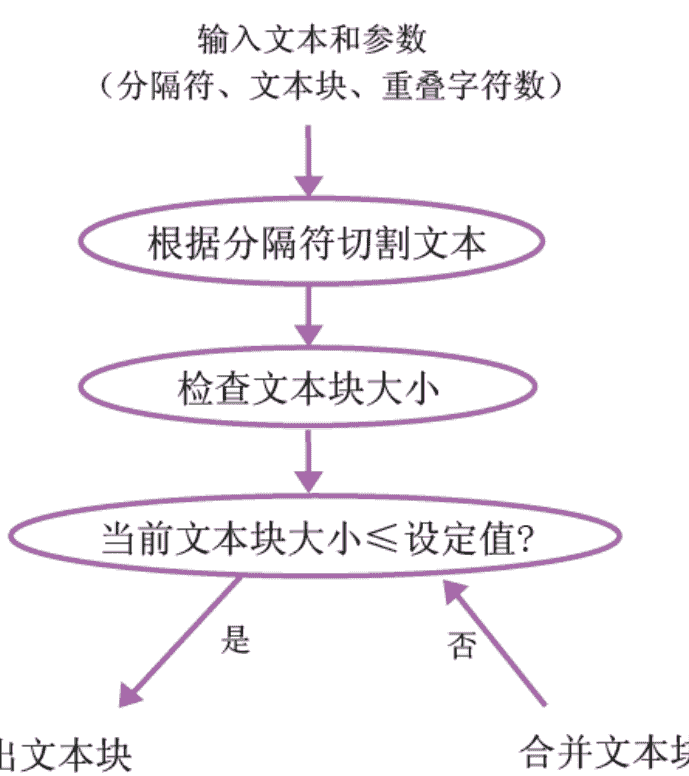 输入文本和参数
（分隔符、文本块、重叠字符数）
根据分隔符切割文本
检查文本块大小
当前文本块大小≤设定值?
是
否
出文本块
合并文本块